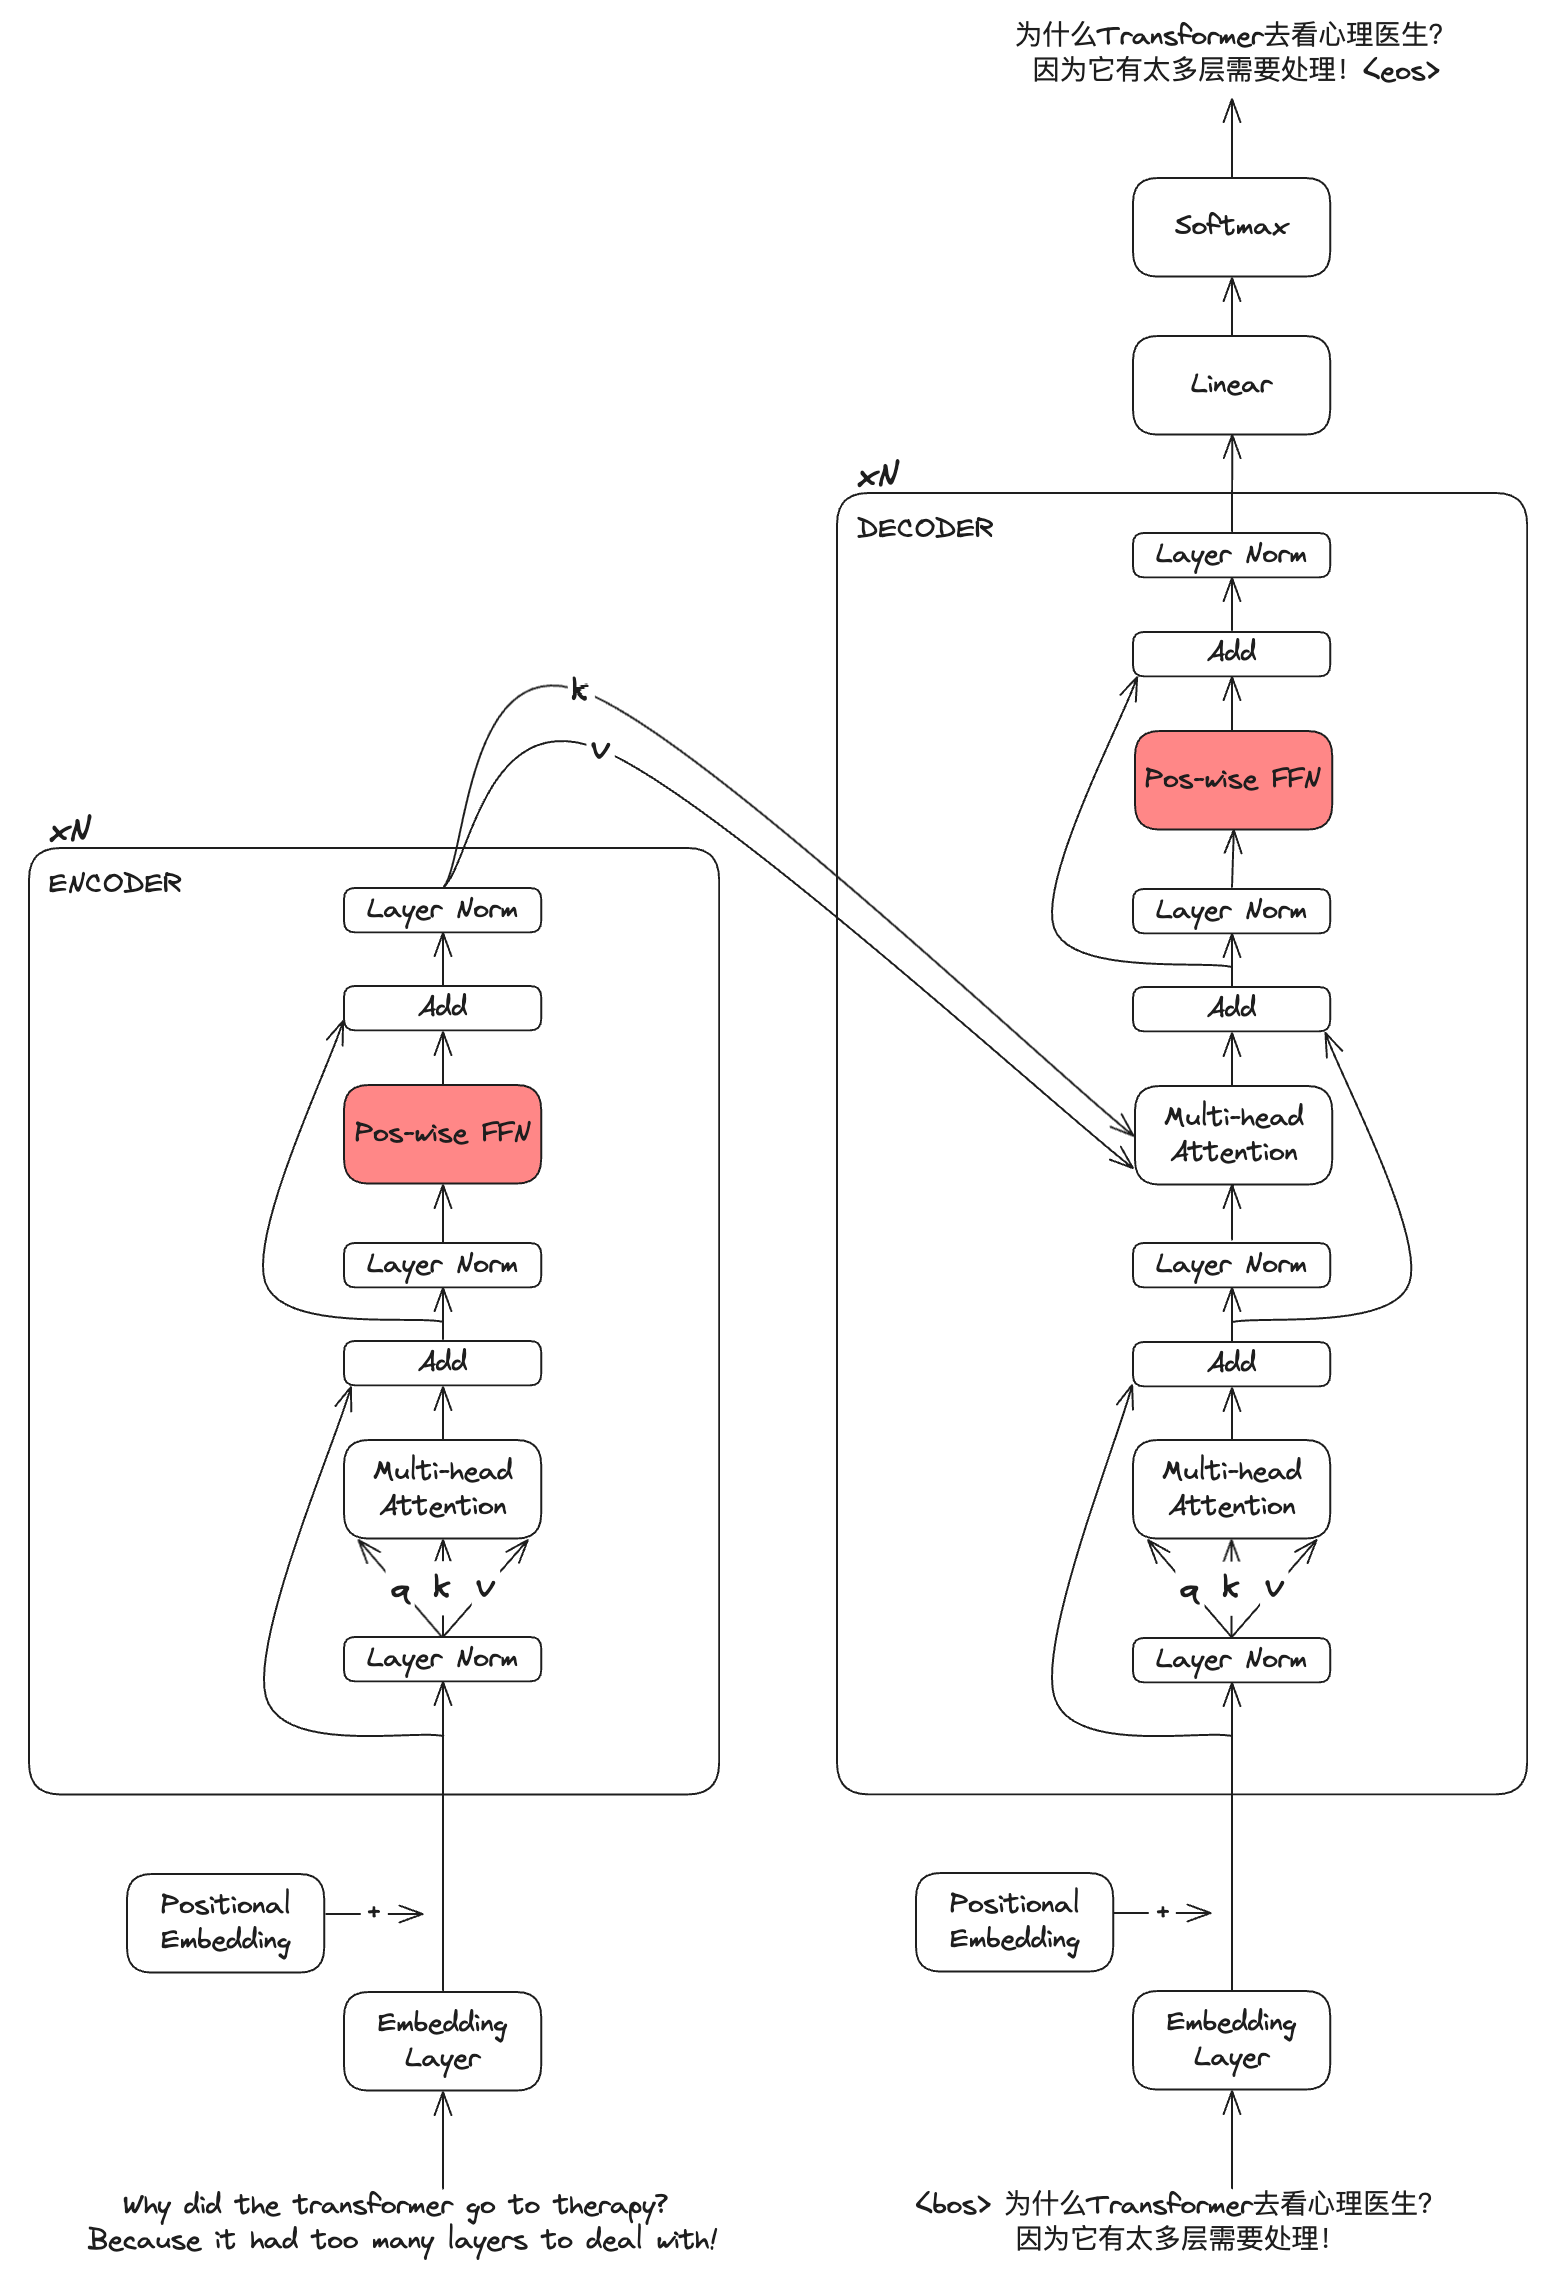 为什么Transformer去看心理医生?
因为它有太多层需要处理! <eos>
Softmax
Linear
xN
DECODER
Layer Norm
Add
Pos-wise FFN
Layer Norm
Add
Multi-head
Attention
Layer Norm
Add
Multi-head
Attention
q k v
Layer Norm
Positional
Embedding
+
Embedding
Layer
<bos> 为什么Transformer去看心理医生?
因为它有太多层需要处理!
k
v
xN
ENCODER
Layer Norm
Add
Pos-wise FFN
Layer Norm
Add
Multi-head
Attention
q k v
Layer Norm
Positional
Embedding
+
Embedding
Layer
Why did the transformer go to therapy?
Because it had too many layers to deal with!